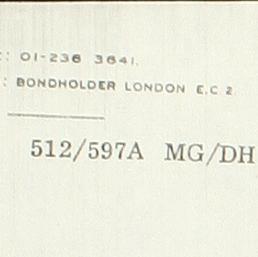 : 01-236 3641.
: BONDHOLDER LONDON E.C.2
512/597A MG/DH